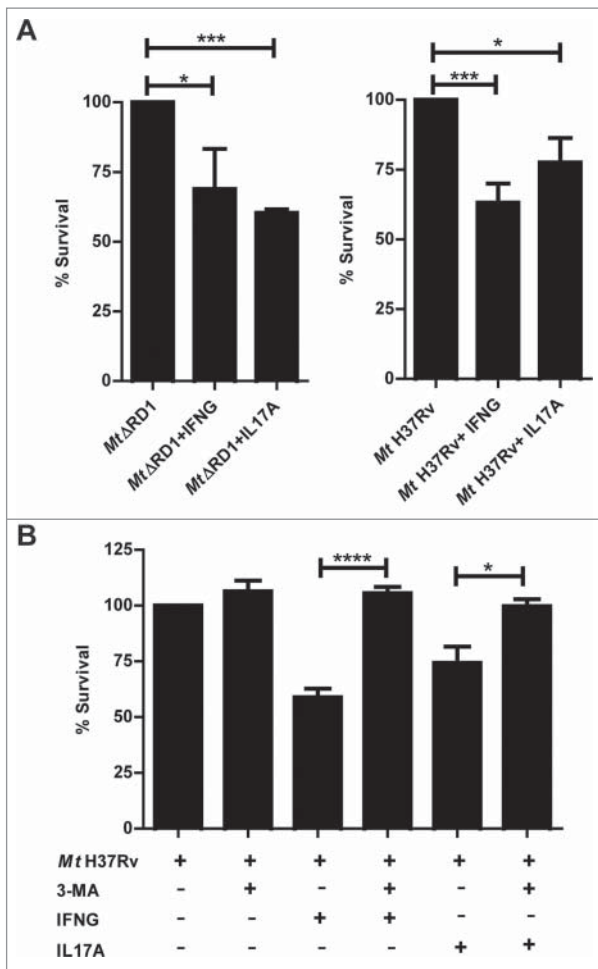 A
***
*
100
75
50
25
0
% Survival
MtΔRD1
MtΔRD1+IFNG
MtΔRD1+IL17A
*
***
100
75
50
25
0
% Survival
Mt H37Rv
Mt H37Rv+ IFNG
Mt H37Rv+ IL17A
B
****
*
125
100
75
50
25
0
% Survival
Mt H37Rv + + + + + +
3-MA - + - + - +
IFNG - - + + - -
IL17A - - - - + +